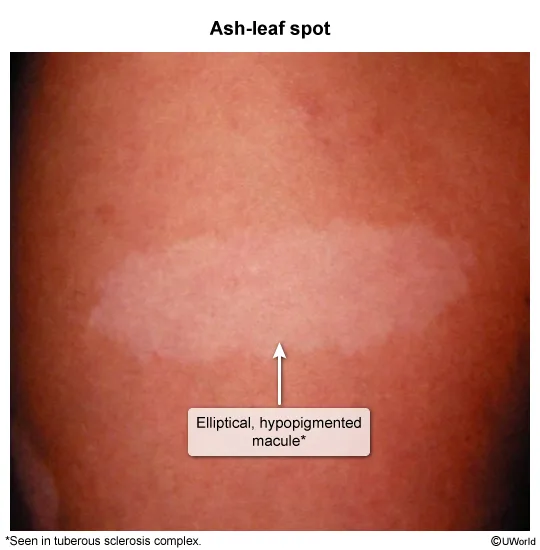 Ash-leaf spot
Elliptical, hypopigmented
macule*
*Seen in tuberous sclerosis complex.
©UWorld